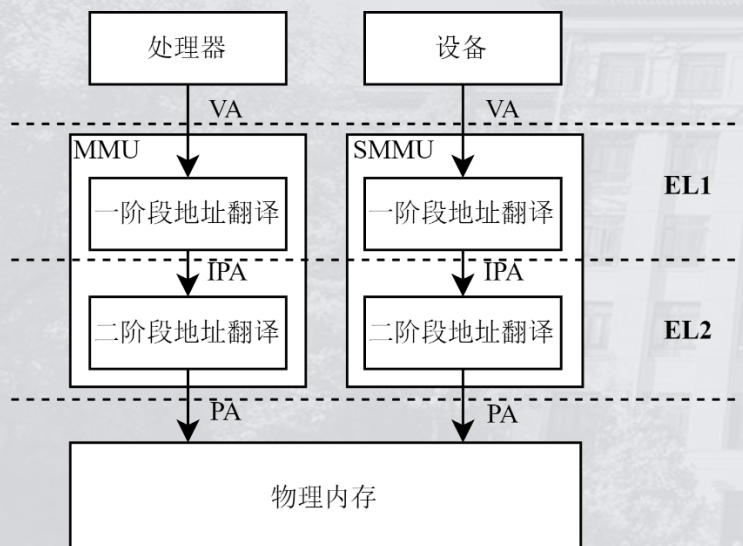 处理器
设备
VA
VA
MMU
SMMU
EL1
一阶段地址翻译
一阶段地址翻译
IPA
IPA
二阶段地址翻译
二阶段地址翻译
EL2
PA
PA
物理内存